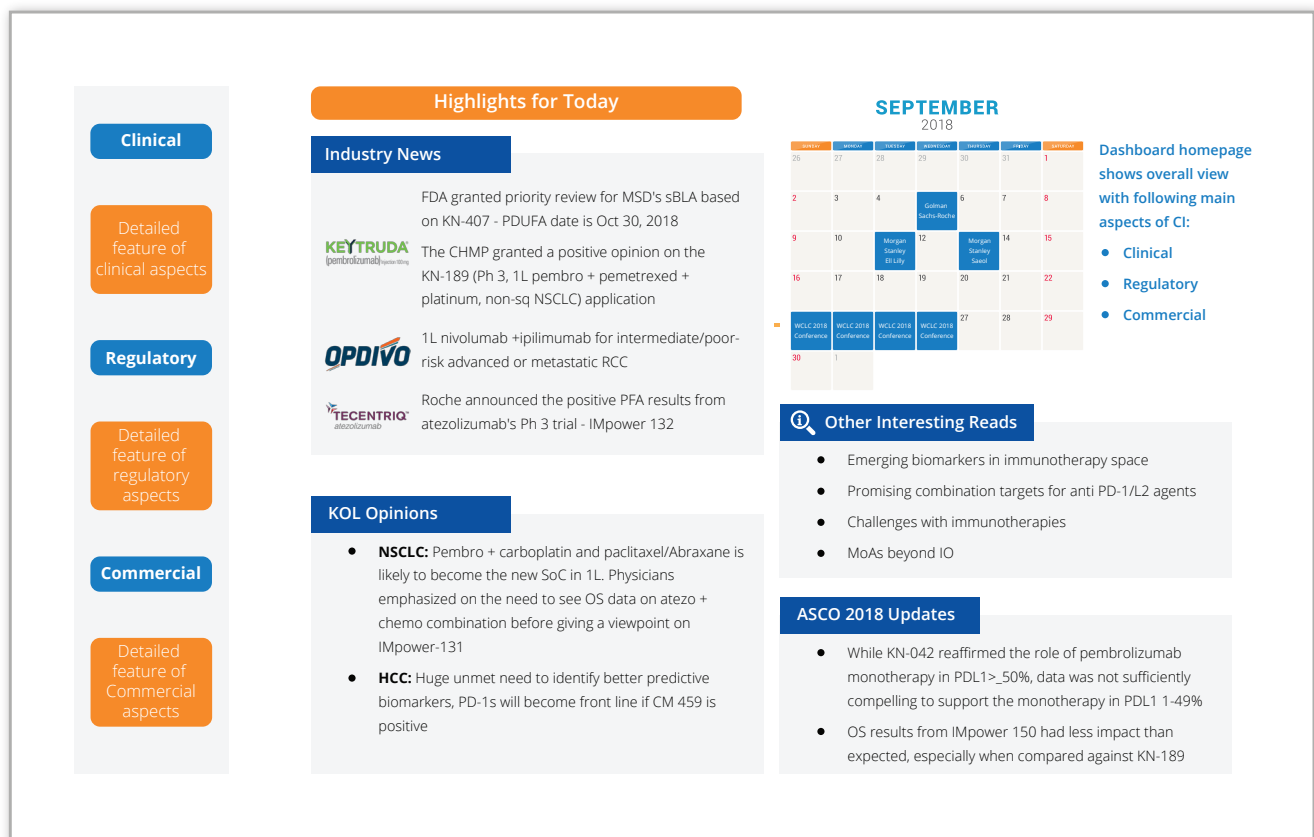 Clinical
Detailed
feature of
clinical aspects
Regulatory
Detailed
feature of
regulatory
aspects
Commercial
Detailed
feature of
Commercial
aspects
Highlights for Today
Industry News
FDA granted priority review for MSD's sBLA based
on KN-407 - PDUFA date is Oct 30, 2018
KEYTRUDA®
(pembrolizumab) Injection 100mg
The CHMP granted a positive opinion on the
KN-189 (Ph 3, 1L pembro + pemetrexed +
platinum, non-sq NSCLC) application
OPDIVO
1L nivolumab +ipilimumab for intermediate/poor-
risk advanced or metastatic RCC
TECENTRIQ
atezolizumab
Roche announced the positive PFA results from
atezolizumab's Ph 3 trial - IMpower 132
KOL Opinions
● NSCLC: Pembro + carboplatin and paclitaxel/Abraxane is
likely to become the new SoC in 1L. Physicians
emphasized on the need to see OS data on atezo +
chemo combination before giving a viewpoint on
IMpower-131
● HCC: Huge unmet need to identify better predictive
biomarkers, PD-1s will become front line if CM 459 is
positive
SEPTEMBER
2018
SUNDAY MONDAY TUESDAY WEDNESDAY THURSDAY FRIDAY SATURDAY
26 27 28 29 30 31 1
2 3 4 6 7 8
Golman
Sachs-Roche
9 10 12 14 15
Morgan
Stanley
Ell Lilly
Morgan
Stanley
Saeol
16 17 18 19 20 21 22
WCLC 2018 WCLC 2018 WCLC 2018 WCLC 2018 27 28 29
Conference Conference Conference Conference
30 1
Dashboard homepage
shows overall view
with following main
aspects of CI:
● Clinical
● Regulatory
● Commercial
Other Interesting Reads
● Emerging biomarkers in immunotherapy space
● Promising combination targets for anti PD-1/L2 agents
● Challenges with immunotherapies
● MoAs beyond IO
ASCO 2018 Updates
● While KN-042 reaffirmed the role of pembrolizumab
monotherapy in PDL1>_50%, data was not sufficiently
compelling to support the monotherapy in PDL1 1-49%
● OS results from IMpower 150 had less impact than
expected, especially when compared against KN-189